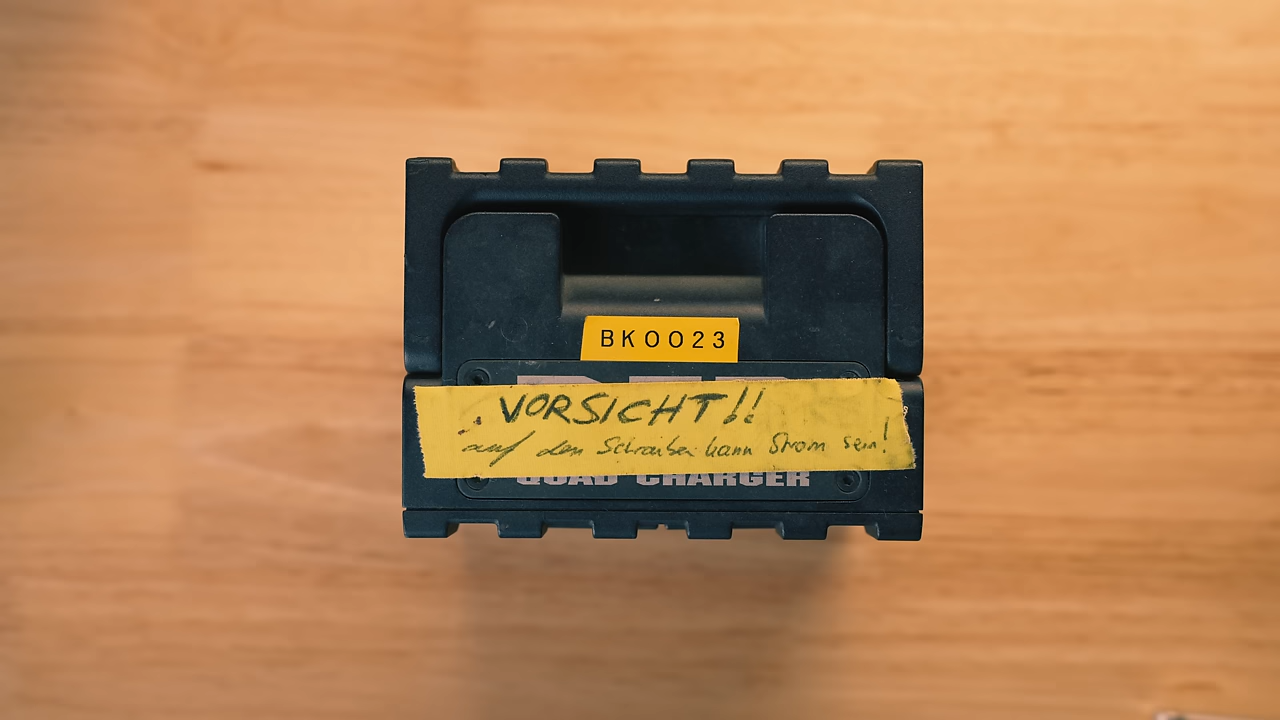 BK0023
VORSICHT!!
auf den Schrauben kann Strom sein!
QUAD CHARGER